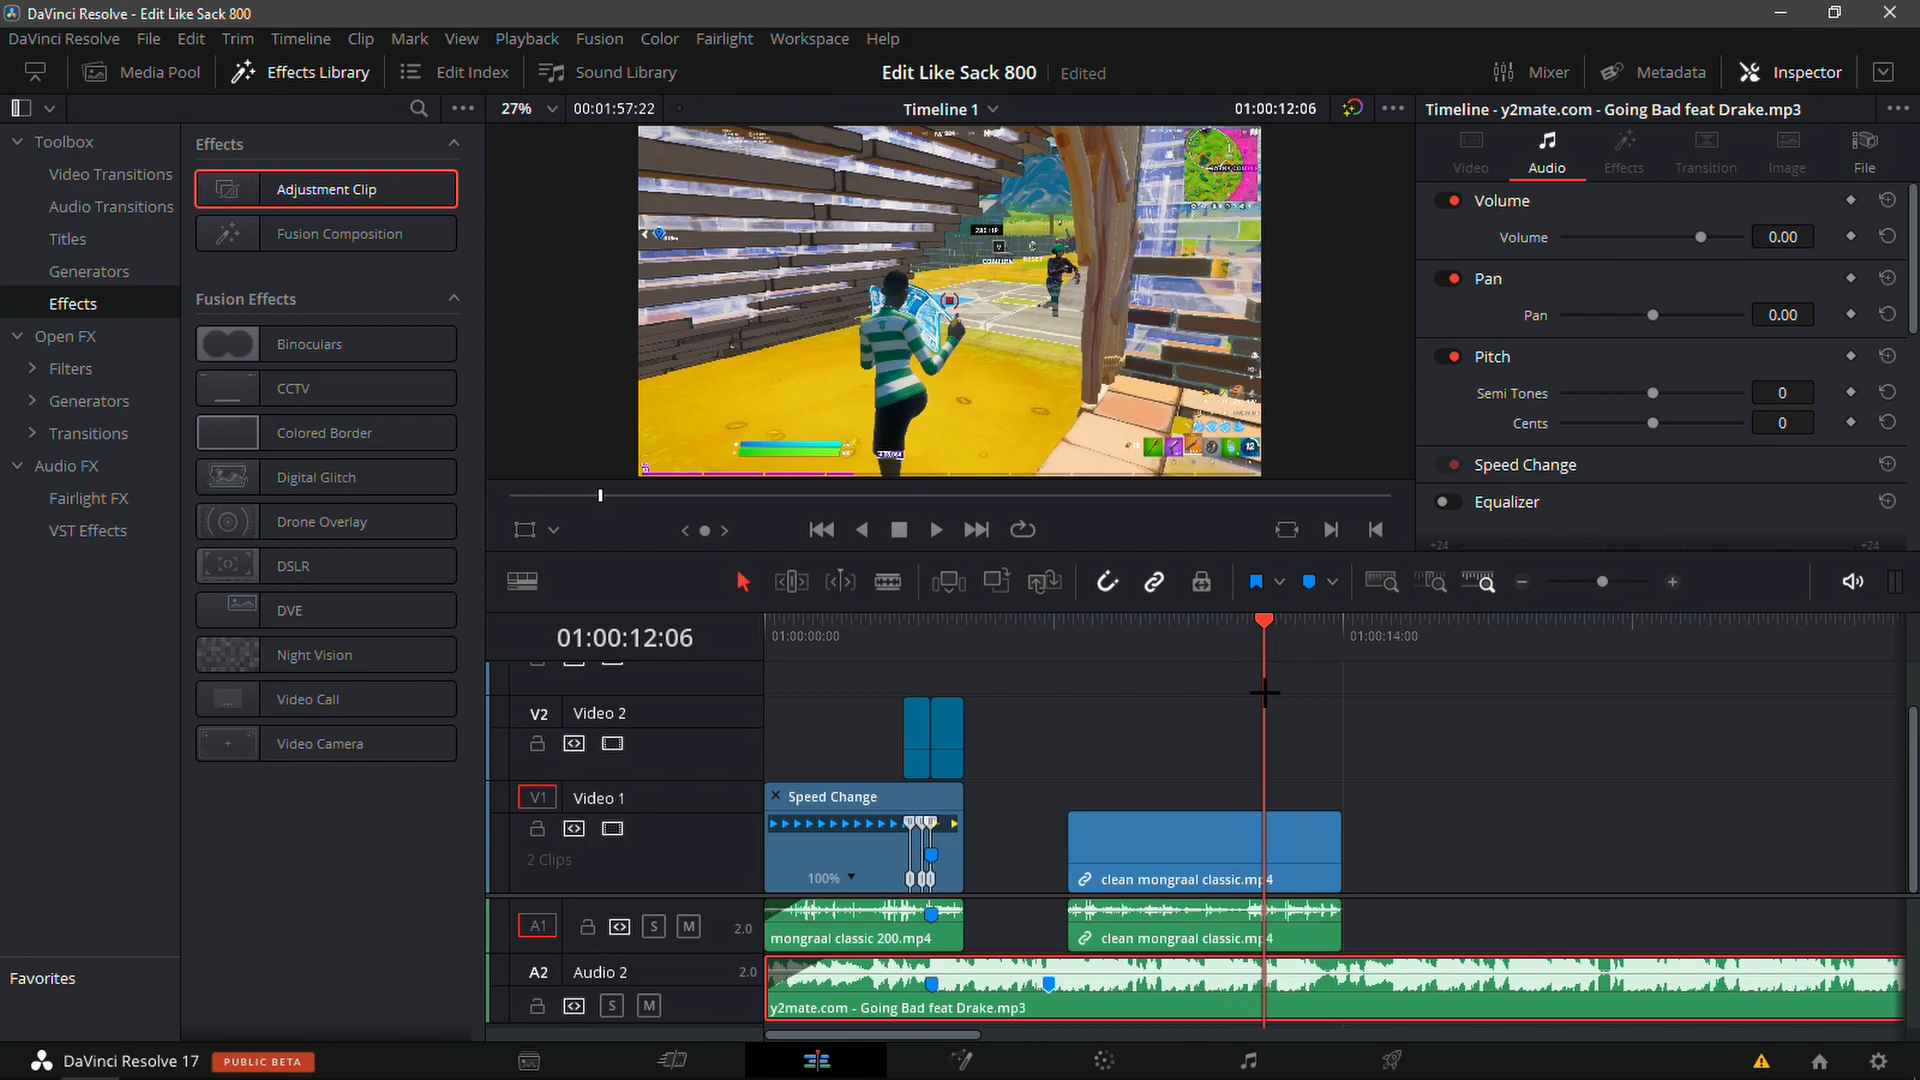 DaVinci Resolve - Edit Like Sack 800
DaVinci Resolve File Edit Trim Timeline Clip Mark View Playback Fusion Color Fairlight Workspace Help
Media Pool Effects Library Edit Index Sound Library Edit Like Sack 800 Edited Mixer Metadata Inspector
27% 00:01:57:22 Timeline 1 01:00:12:06 Timeline - y2mate.com - Going Bad feat Drake.mp3
Toolbox
Video Transitions
Audio Transitions
Titles
Generators
Effects
Open FX
Filters
Generators
Transitions
Audio FX
Fairlight FX
VST Effects
Favorites
Effects
Adjustment Clip
Fusion Composition
Fusion Effects
Binoculars
CCTV
Colored Border
Digital Glitch
Drone Overlay
DSLR
DVE
Night Vision
Video Call
Video Camera
CONFIRM RESET
12
Video Audio Effects Transition Image File
Volume
Volume 0.00
Pan
Pan 0.00
Pitch
Semi Tones 0
Cents 0
Speed Change
Equalizer
+24 +24
01:00:12:06
01:00:00:00 01:00:14:00
V2 Video 2
V1 Video 1
2 Clips
Speed Change
100%
clean mongraal classic.mp4
A1 S M 2.0
mongraal classic 200.mp4
clean mongraal classic.mp4
A2 Audio 2 2.0
S M
y2mate.com - Going Bad feat Drake.mp3
DaVinci Resolve 17 PUBLIC BETA